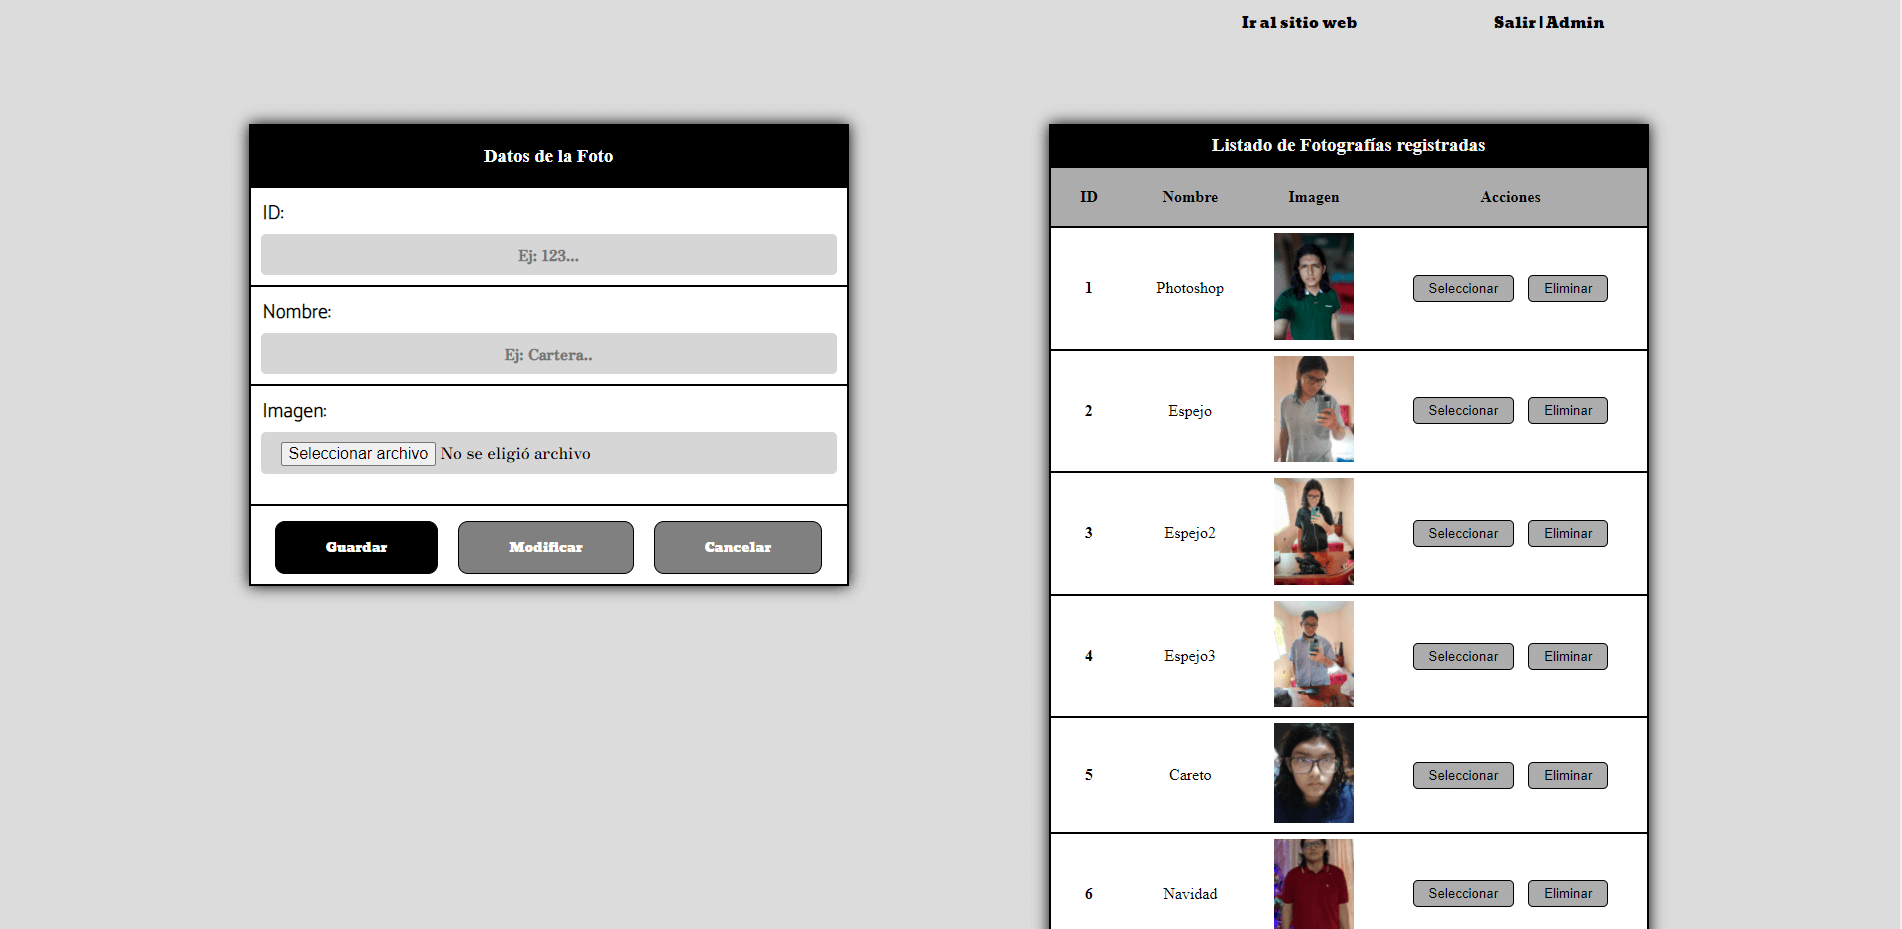 Ir al sitio web
Salir | Admin
Datos de la Foto
ID:
Ej: 123...
Nombre:
Ej: Cartera..
Imagen:
Seleccionar archivo No se eligió archivo
Guardar Modificar Cancelar
Listado de Fotografías registradas
ID Nombre Imagen Acciones
1 Photoshop Seleccionar Eliminar
2 Espejo Seleccionar Eliminar
3 Espejo2 Seleccionar Eliminar
4 Espejo3 Seleccionar Eliminar
5 Careto Seleccionar Eliminar
6 Navidad Seleccionar Eliminar